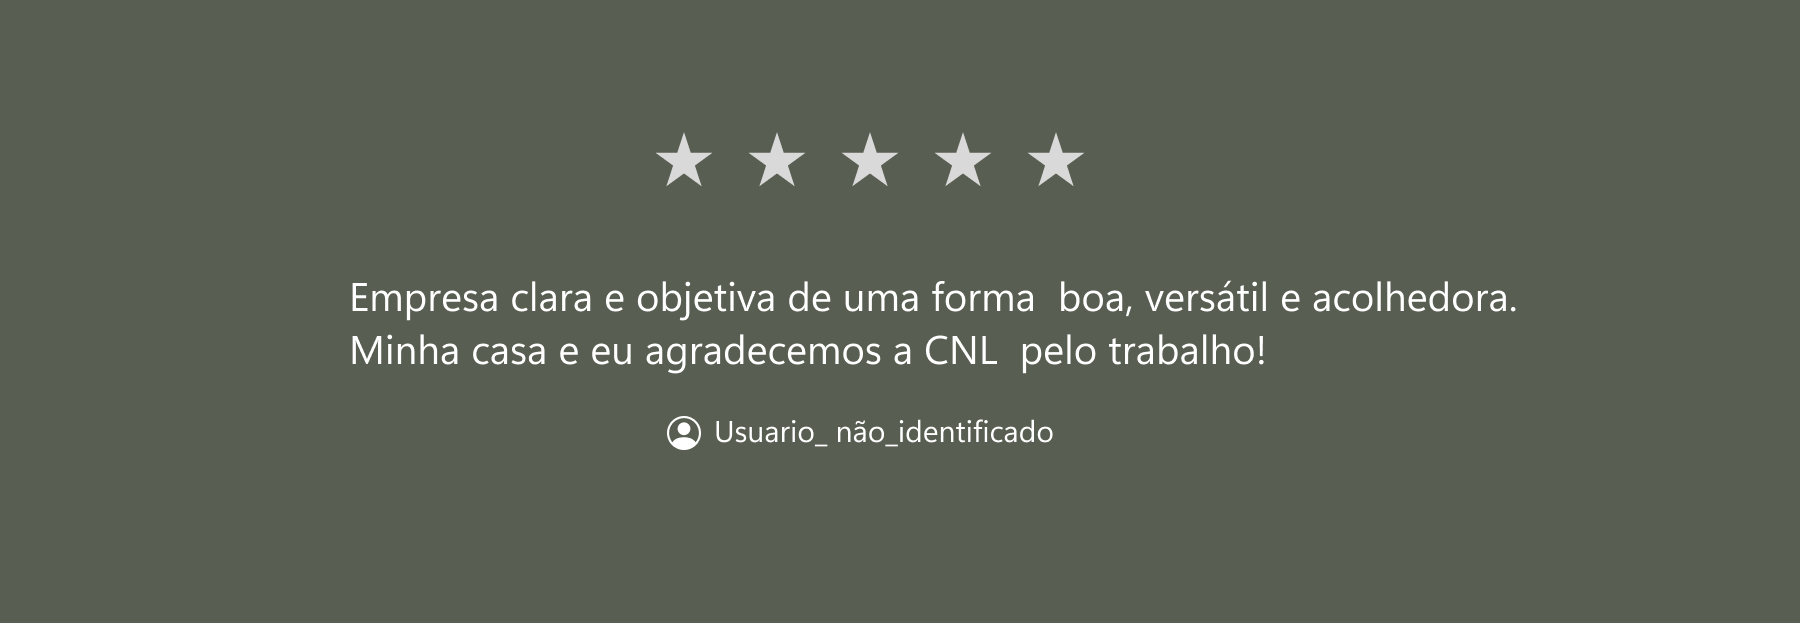 Empresa clara e objetiva de uma forma  boa, versátil e acolhedora.
Minha casa e eu agradecemos a CNL  pelo trabalho!
Usuario_ não_identificado